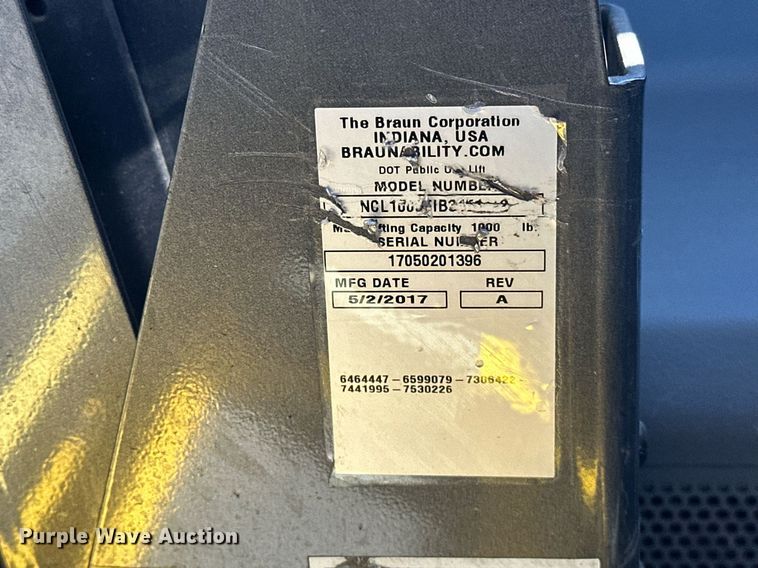 The Braun Corporation
INDIANA, USA
BRAUNABILITY.COM
DOT Public Use Lift
MODEL NUMBER
Lifting Capacity 1000 lb.
SERIAL NUMBER
17050201396
MFG DATE REV
5/2/2017 A
6464447-6599079-7306422-
7441995-7530226
Purple Wave Auction